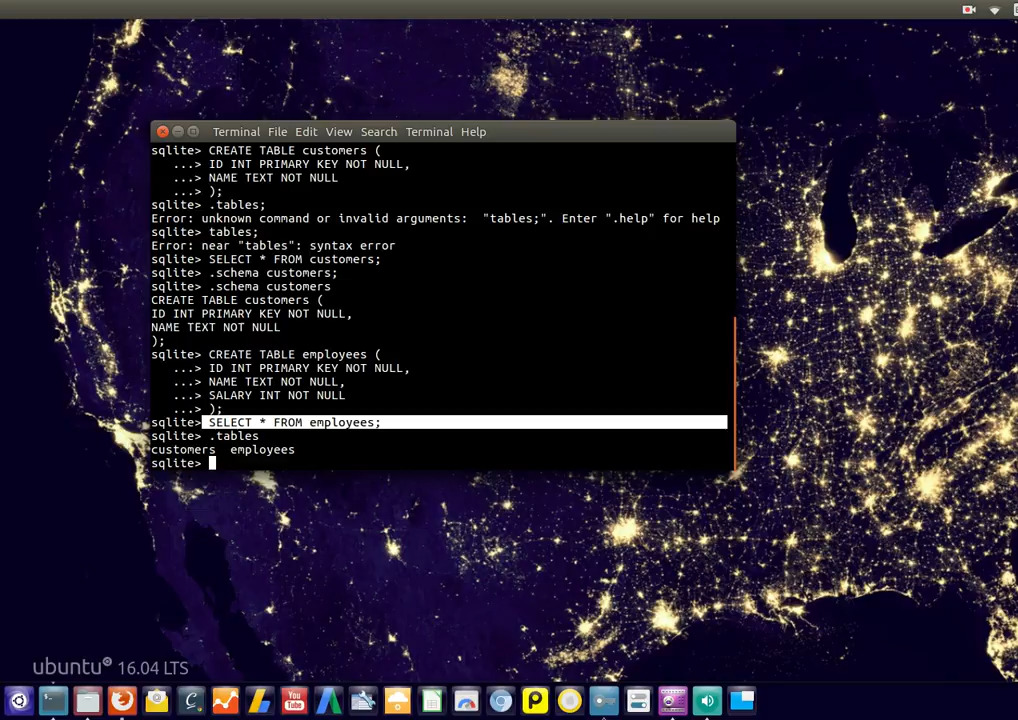 Terminal File Edit View Search Terminal Help
sqlite> CREATE TABLE customers (
...> ID INT PRIMARY KEY NOT NULL,
...> NAME TEXT NOT NULL
...> );
sqlite> .tables;
Error: unknown command or invalid arguments:  "tables;". Enter ".help" for help
sqlite> tables;
Error: near "tables": syntax error
sqlite> SELECT * FROM customers;
sqlite> .schema customers;
sqlite> .schema customers
CREATE TABLE customers (
ID INT PRIMARY KEY NOT NULL,
NAME TEXT NOT NULL
);
sqlite> CREATE TABLE employees (
...> ID INT PRIMARY KEY NOT NULL,
...> NAME TEXT NOT NULL,
...> SALARY INT NOT NULL
...> );
sqlite> SELECT * FROM employees;
sqlite> .tables
customers  employees
sqlite>
ubuntu 16.04 LTS
You Tube